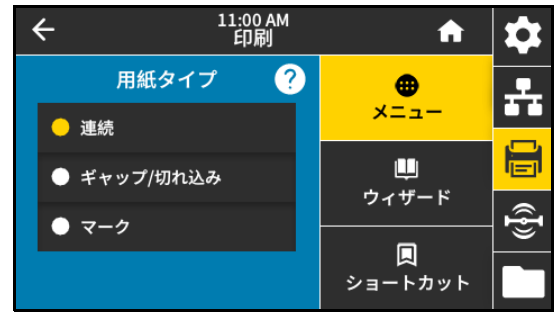 11:00 AM
印刷
用紙タイプ ?
連続
ギャップ/切れ込み
マーク
メニュー
ウィザード
ショートカット